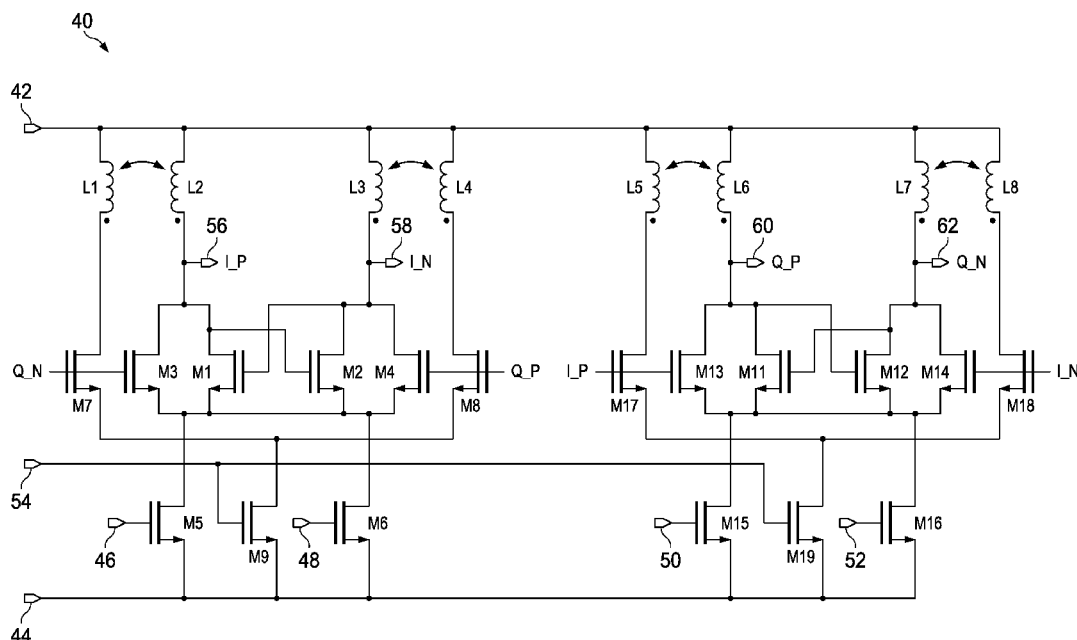 40
42
L1 L2 L3 L4 L5 L6 L7 L8
56 58 60 62
I_P I_N Q_P Q_N
Q_N M3 M1 M2 M4 Q_P I_P M13 M11 M12 M14 I_N
M7 M8 M17 M18
54
46 M5 M9 48 M6 50 M15 M19 52 M16
44